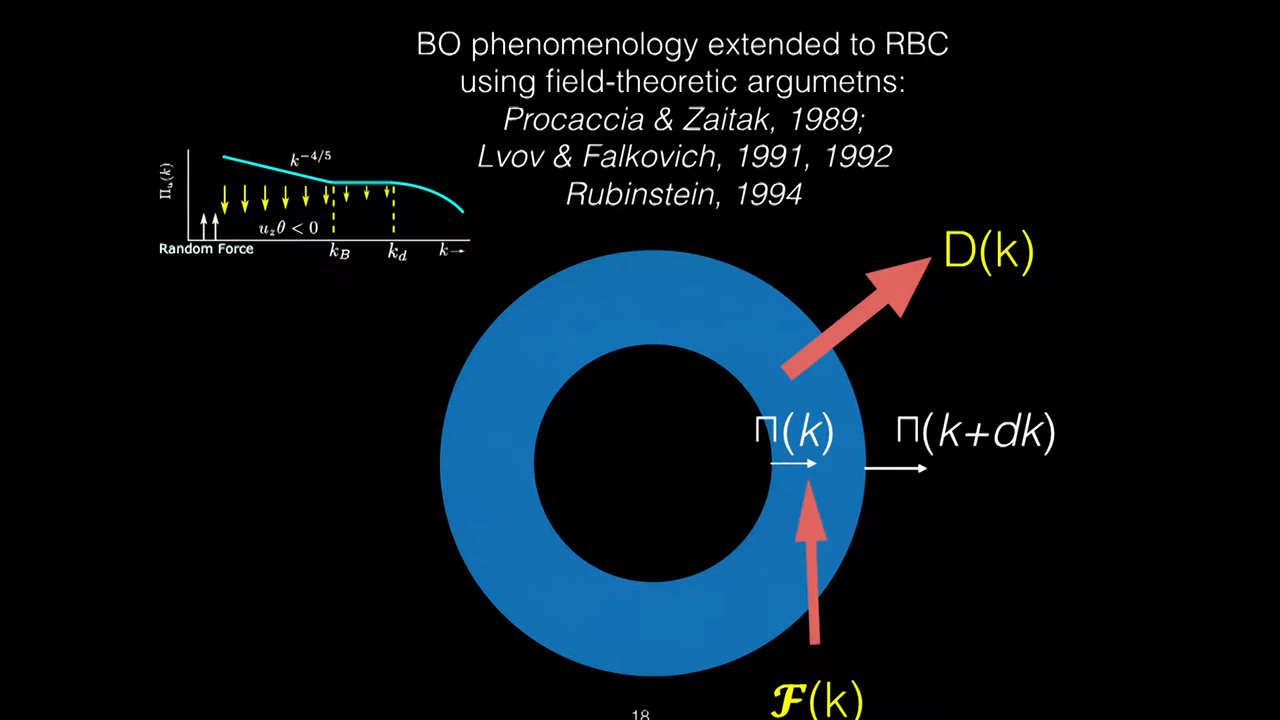 BO phenomenology extended to RBC
using field-theoretic argumetns:
Procaccia & Zaitak, 1989;
Lvov & Falkovich, 1991, 1992
Rubinstein, 1994
Π_u(k)
k^{-4/5}
u_zθ < 0
Random Force
k_B
k_d
k→
D(k)
Π(k)
Π(k+dk)
ℱ(k)
18